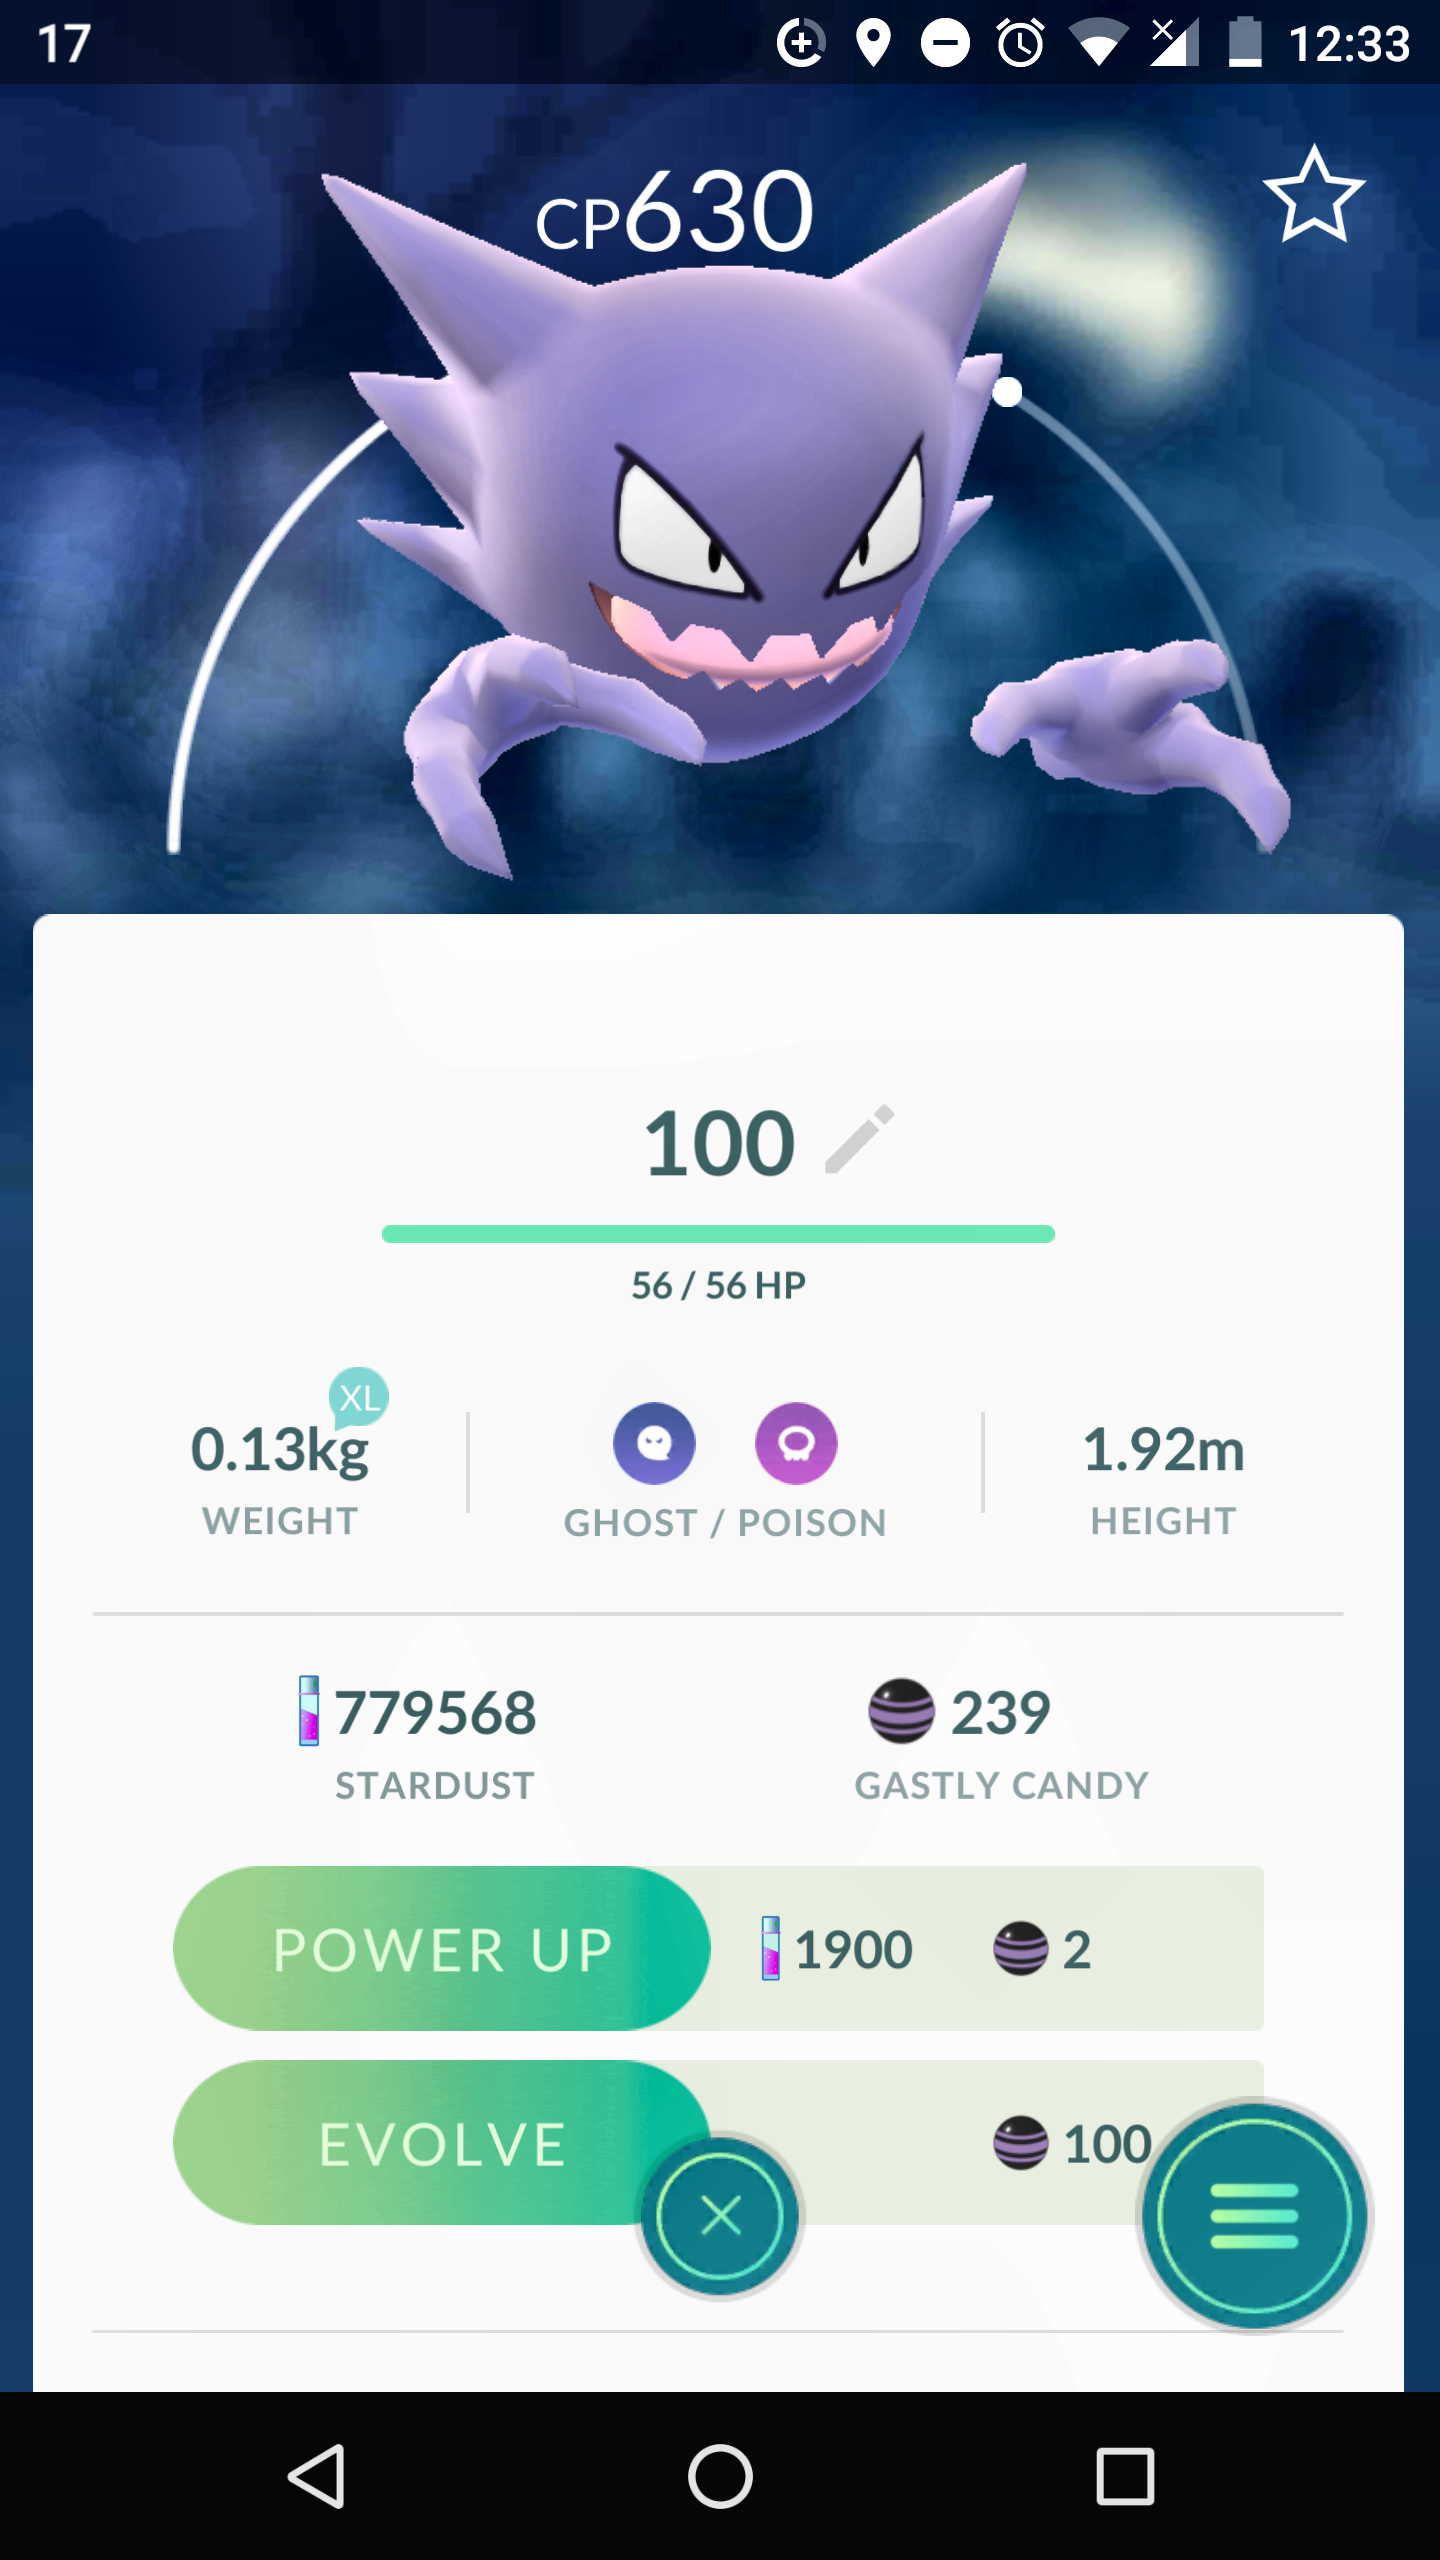 17 12:33
CP630
100
56 / 56 HP
XL
0.13kg 1.92m
WEIGHT GHOST / POISON HEIGHT
779568 239
STARDUST GASTLY CANDY
POWER UP 1900 2
EVOLVE 100